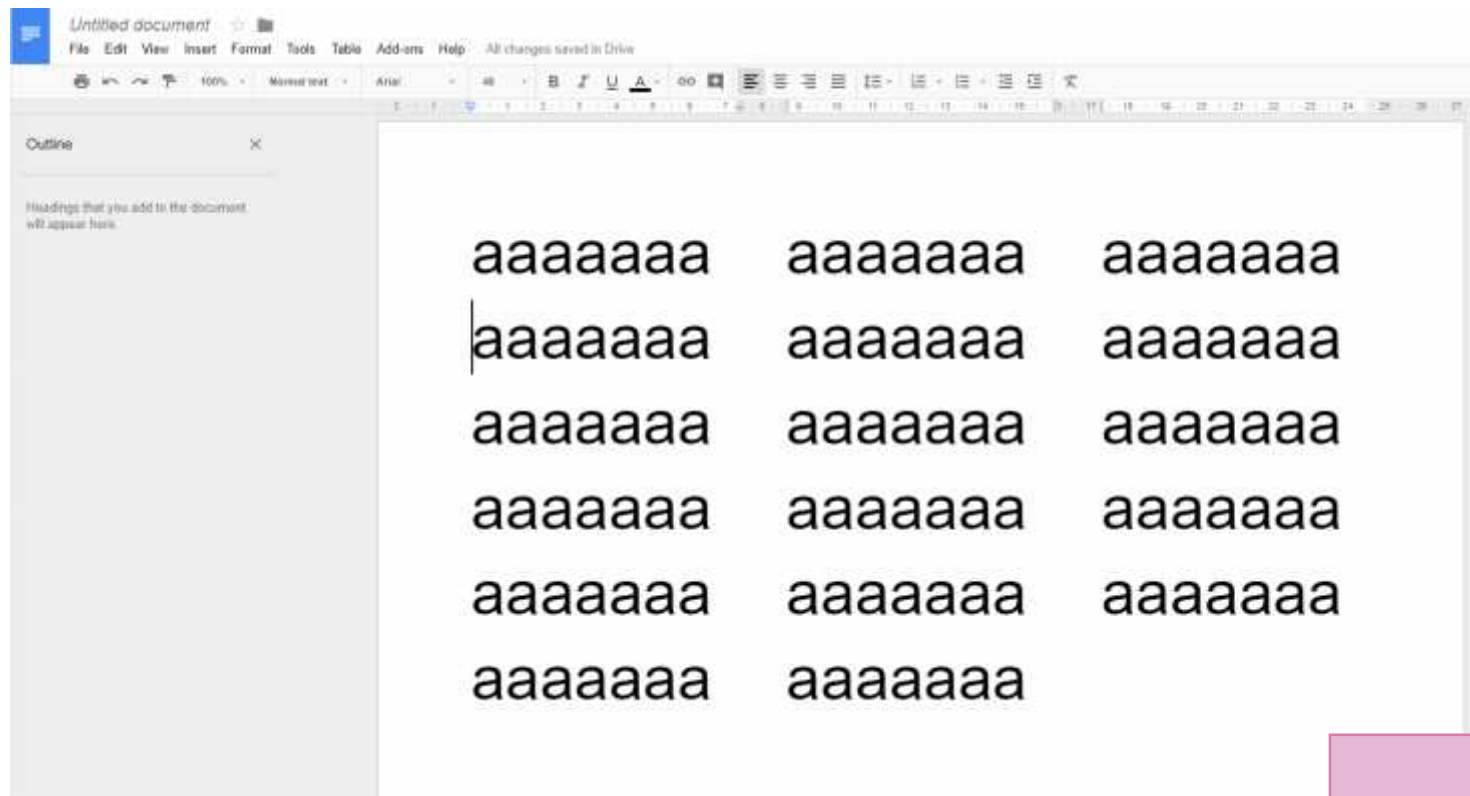 Untitled document
File Edit View Insert Format Tools Table Add-ons Help All changes saved in Drive
100% Normal text Arial 48 B I U A
Outline
Headings that you add to the document
will appear here.
aaaaaaa aaaaaaa aaaaaaa
aaaaaaa aaaaaaa aaaaaaa
aaaaaaa aaaaaaa aaaaaaa
aaaaaaa aaaaaaa aaaaaaa
aaaaaaa aaaaaaa aaaaaaa
aaaaaaa aaaaaaa